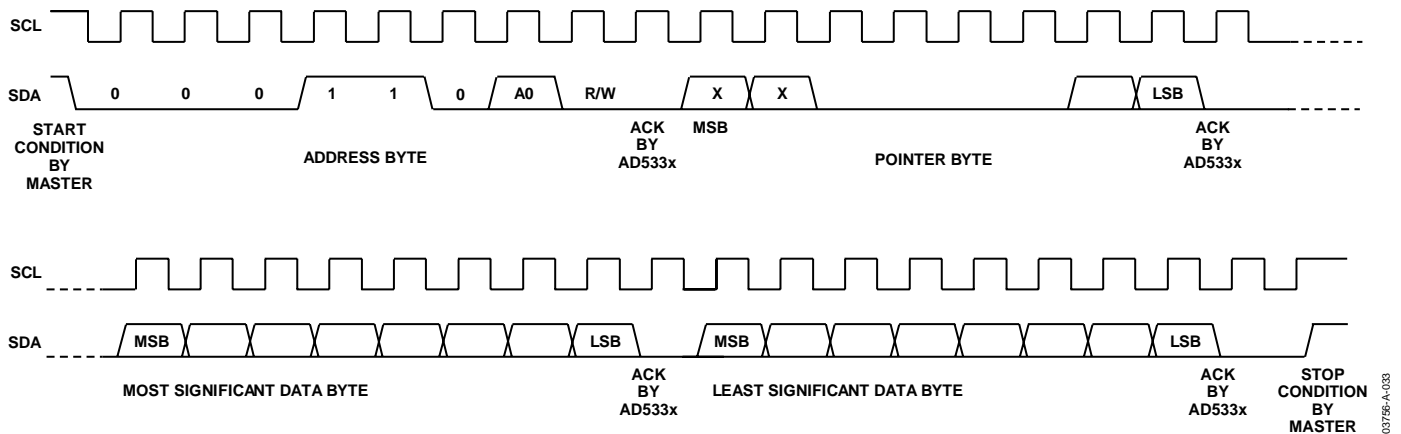 SCL
SDA 0 0 0 1 1 0 A0 R/W X X LSB
START
CONDITION
BY
MASTER
ADDRESS BYTE
ACK
BY
AD533x
MSB
POINTER BYTE
ACK
BY
AD533x
SCL
SDA MSB LSB MSB LSB
MOST SIGNIFICANT DATA BYTE
ACK
BY
AD533x
LEAST SIGNIFICANT DATA BYTE
ACK
BY
AD533x
STOP
CONDITION
BY
MASTER
03756-A-033